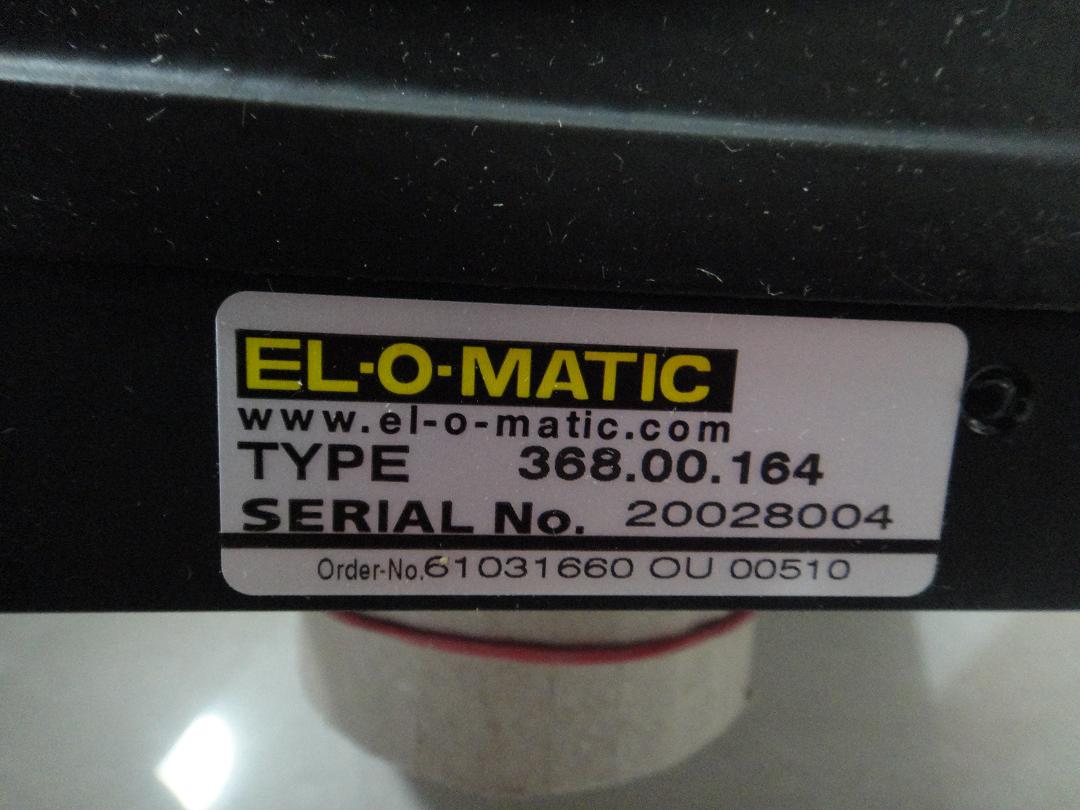 EL-O-MATIC
www.el-o-matic.com
TYPE 368.00.164
SERIAL No. 20028004
Order-No.61031660 OU 00510